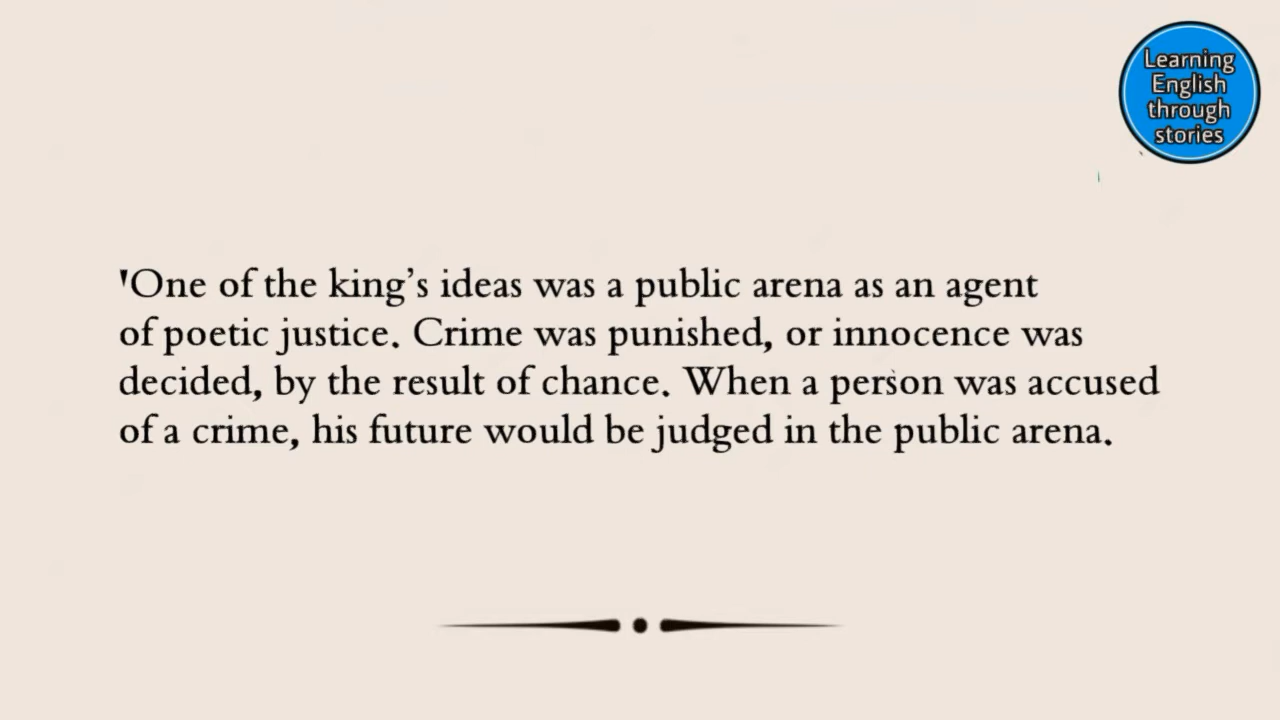 Learning
English
through
stories
'One of the king’s ideas was a public arena as an agent
of poetic justice. Crime was punished, or innocence was
decided, by the result of chance. When a person was accused
of a crime, his future would be judged in the public arena.